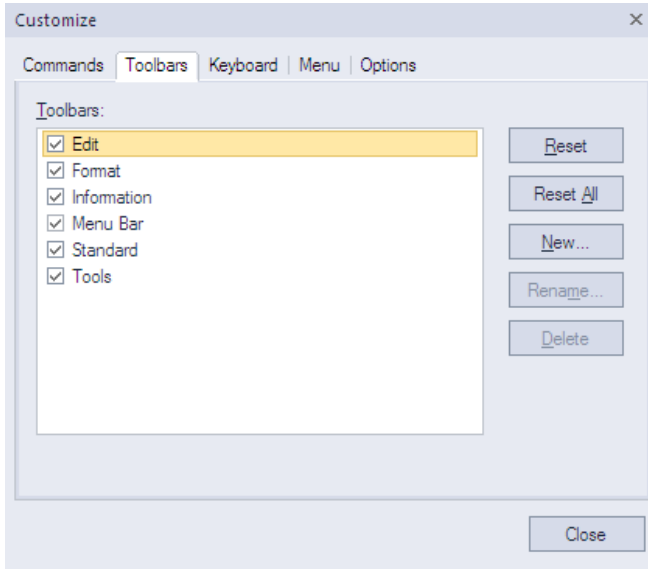 Customize
Commands Toolbars Keyboard Menu Options
Toolbars:
Edit
Format
Information
Menu Bar
Standard
Tools
Reset
Reset All
New...
Rename...
Delete
Close